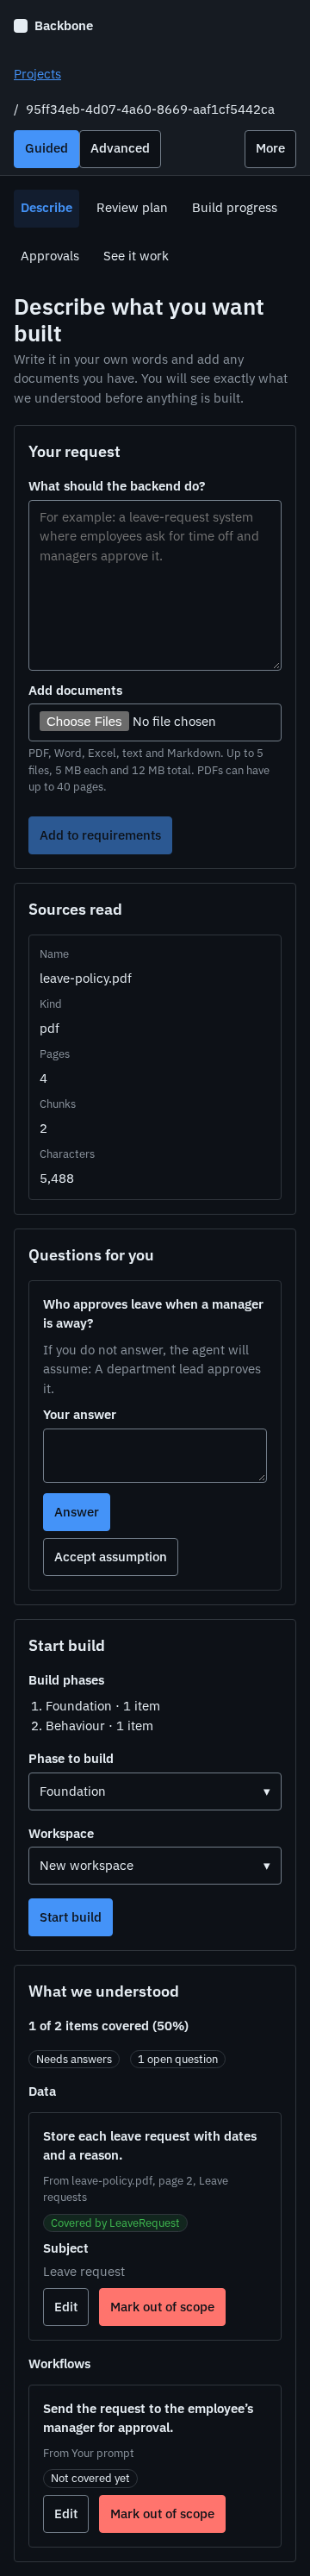 Backbone
Projects
/ 95ff34eb-4d07-4a60-8669-aaf1cf5442ca
Guided Advanced More
Describe Review plan Build progress
Approvals See it work
Describe what you want
built
Write it in your own words and add any
documents you have. You will see exactly what
we understood before anything is built.
Your request
What should the backend do?
For example: a leave-request system
where employees ask for time off and
managers approve it.
Add documents
Choose Files No file chosen
PDF, Word, Excel, text and Markdown. Up to 5
files, 5 MB each and 12 MB total. PDFs can have
up to 40 pages.
Add to requirements
Sources read
Name
leave-policy.pdf
Kind
pdf
Pages
4
Chunks
2
Characters
5,488
Questions for you
Who approves leave when a manager
is away?
If you do not answer, the agent will
assume: A department lead approves
it.
Your answer
Answer
Accept assumption
Start build
Build phases
1. Foundation · 1 item
2. Behaviour · 1 item
Phase to build
Foundation ▾
Workspace
New workspace ▾
Start build
What we understood
1 of 2 items covered (50%)
Needs answers 1 open question
Data
Store each leave request with dates
and a reason.
From leave-policy.pdf, page 2, Leave
requests
Covered by LeaveRequest
Subject
Leave request
Edit Mark out of scope
Workflows
Send the request to the employee’s
manager for approval.
From Your prompt
Not covered yet
Edit Mark out of scope